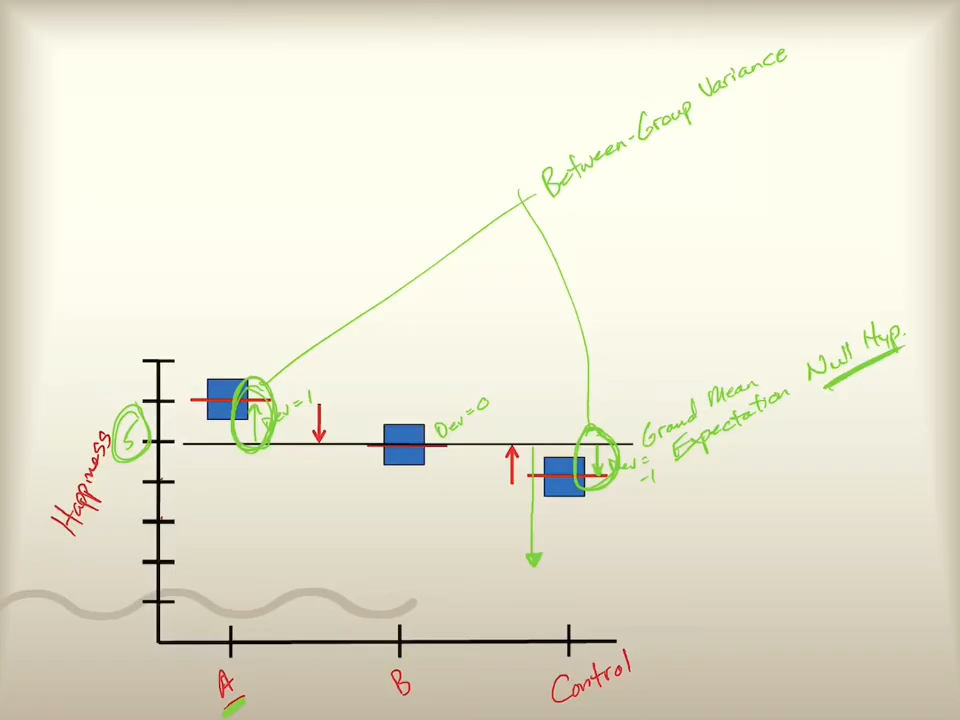 Between-Group Variance
Null Hyp.
Grand Mean
Expectation
Dev=1
Dev=0
Dev=
-1
5
Happiness
A
B
Control